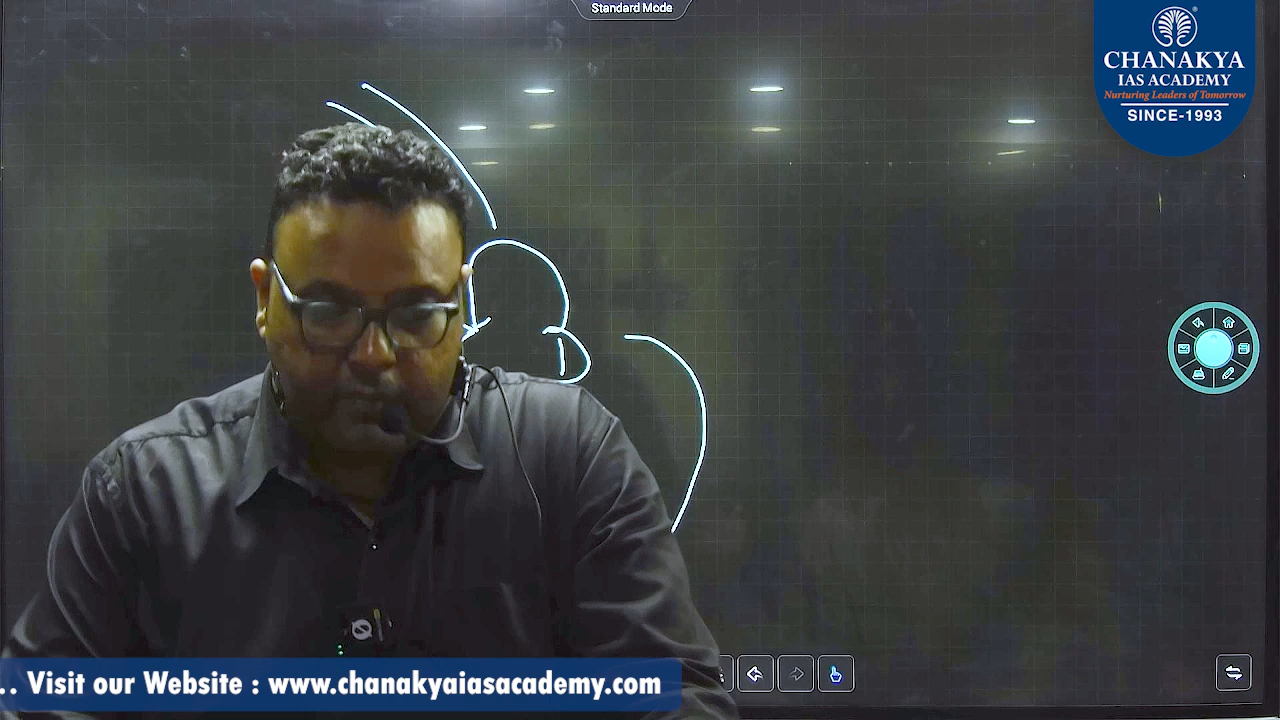 Standard Mode
CHANAKYA
IAS ACADEMY
Nurturing Leaders of Tomorrow
SINCE-1993
.. Visit our Website : www.chanakyaiasacademy.com